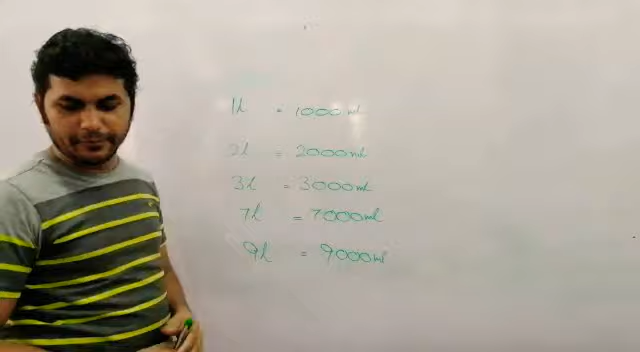 1l = 1000ml
2l = 2000ml
3l = 3000ml
7l = 7000ml
9l = 9000ml